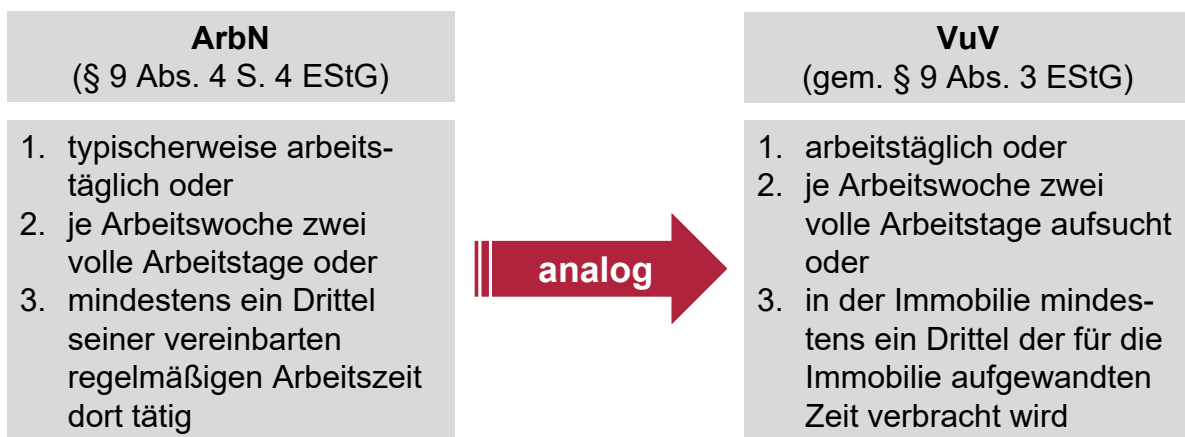 ArbN
(§ 9 Abs. 4 S. 4 EStG)
1. typischerweise arbeits-
täglich oder
2. je Arbeitswoche zwei
volle Arbeitstage oder
3. mindestens ein Drittel
seiner vereinbarten
regelmäßigen Arbeitszeit
dort tätig
analog
VuV
(gem. § 9 Abs. 3 EStG)
1. arbeitstäglich oder
2. je Arbeitswoche zwei
volle Arbeitstage aufsucht
oder
3. in der Immobilie mindes-
tens ein Drittel der für die
Immobilie aufgewandten
Zeit verbracht wird